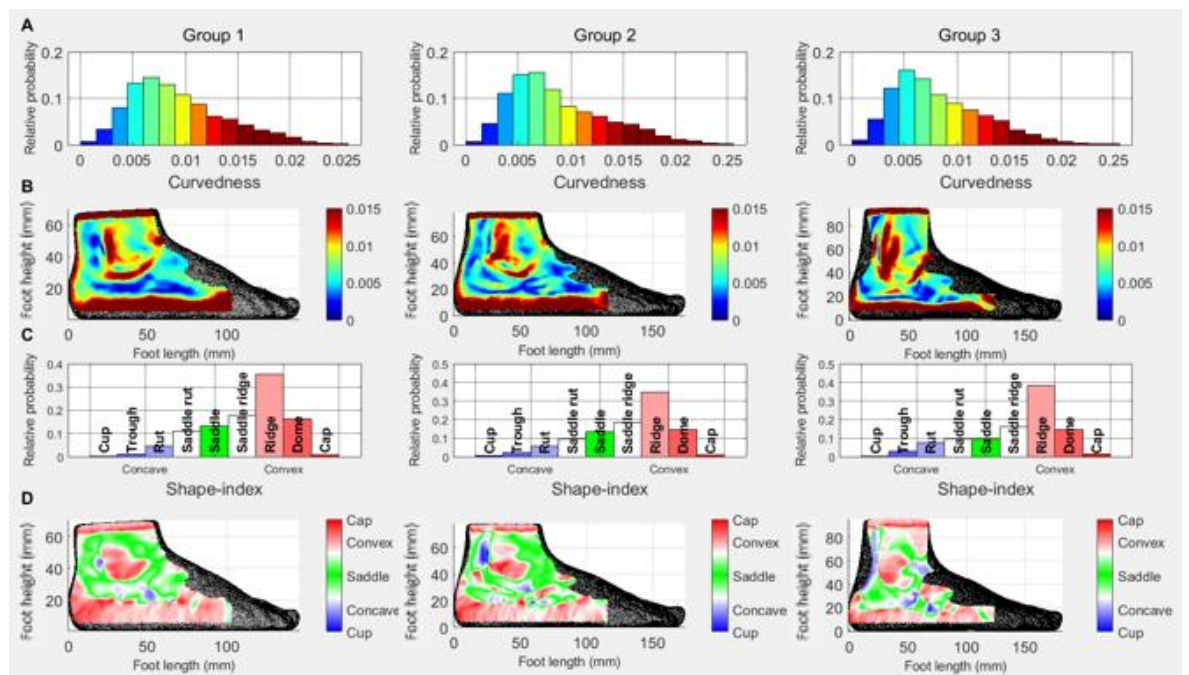 A
Group 1
Group 2
Group 3
Relative probability
0.2
0.1
0
0 0.005 0.01 0.015 0.02 0.025
Curvedness
Relative probability
0.2
0.1
0
0 0.005 0.01 0.015 0.02 0.025
Curvedness
Relative probability
0.2
0.1
0
0 0.005 0.01 0.015 0.02 0.025
Curvedness
B
Foot height (mm)
60
40
20
0 50 100
Foot length (mm)
0.015
0.01
0.005
0
Foot height (mm)
60
40
20
0
0 50 100 150
Foot length (mm)
0.015
0.01
0.005
0
Foot height (mm)
80
60
40
20
0
0 50 100 150
Foot length (mm)
0.015
0.01
0.005
0
C
Relative probability
0.4
0.3
0.2
0.1
0
Cup
Trough
Rut
Saddle rut
Saddle
Saddle ridge
Ridge
Dome
Cap
Concave Convex
Shape-index
Relative probability
0.5
0.4
0.3
0.2
0.1
0
Cup
Trough
Rut
Saddle rut
Saddle
Saddle ridge
Ridge
Dome
Cap
Concave Convex
Shape-index
Relative probability
0.5
0.4
0.3
0.2
0.1
0
Cup
Trough
Rut
Saddle rut
Saddle
Saddle ridge
Ridge
Dome
Cap
Concave Convex
Shape-index
D
Foot height (mm)
60
40
20
0 50 100
Foot length (mm)
Cap
Convex
Saddle
Concave
Cup
Foot height (mm)
60
40
20
0
0 50 100 150
Foot length (mm)
Cap
Convex
Saddle
Concave
Cup
Foot height (mm)
80
60
40
20
0
0 50 100 150
Foot length (mm)
Cap
Convex
Saddle
Concave
Cup